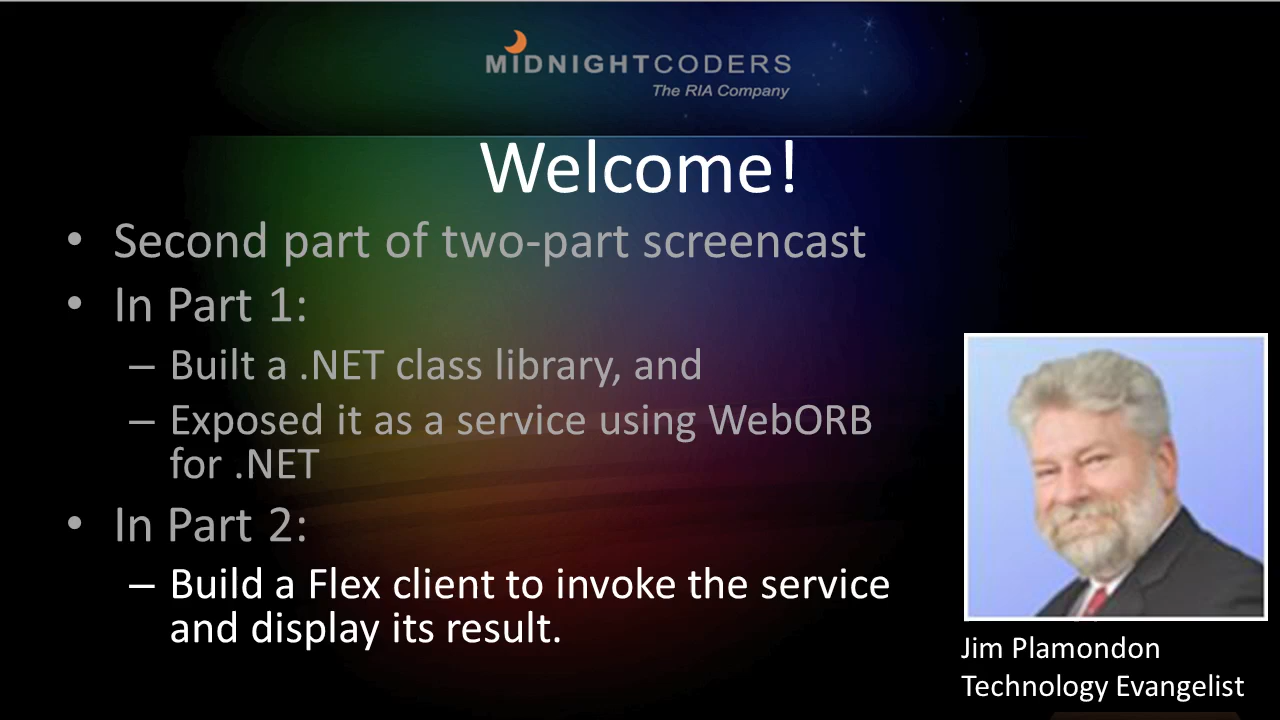 MIDNIGHTCODERS
The RIA Company
Welcome!
• Second part of two-part screencast
• In Part 1:
– Built a .NET class library, and
– Exposed it as a service using WebORB
for .NET
• In Part 2:
– Build a Flex client to invoke the service
and display its result.
Jim Plamondon
Technology Evangelist